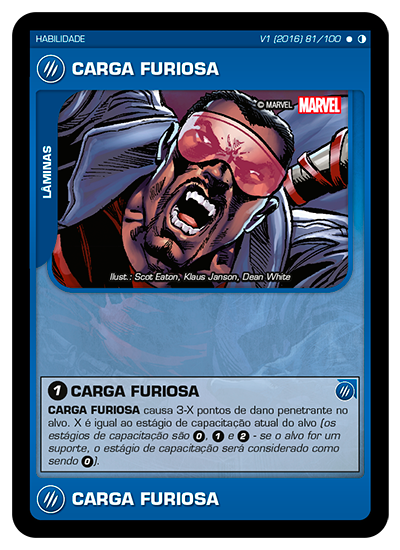 HABILIDADE V1 (2016) 81/100
CARGA FURIOSA
© MARVEL MARVEL
LÂMINAS
Ilust.: Scot Eaton, Klaus Janson, Dean White
1 CARGA FURIOSA
CARGA FURIOSA causa 3-X pontos de dano penetrante no
alvo. X é igual ao estágio de capacitação atual do alvo (os
estágios de capacitação são 0, 1 e 2 - se o alvo for um
suporte, o estágio de capacitação será considerado como
sendo 0).
CARGA FURIOSA